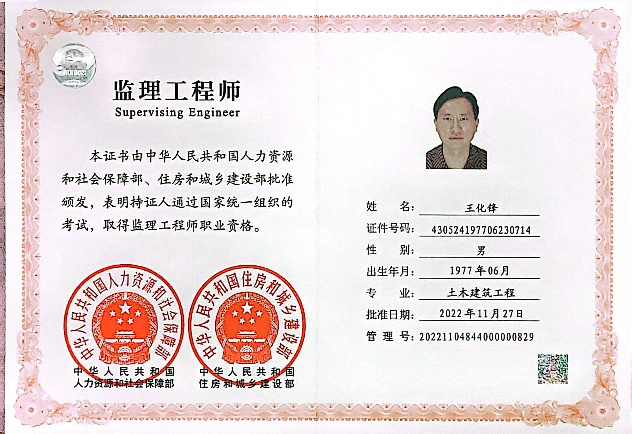 监理工程师
Supervising Engineer
本证书由中华人民共和国人力资源
和社会保障部、住房和城乡建设部批准
颁发，表明持证人通过国家统一组织的
考试，取得监理工程师职业资格。
中华人民共和国人力资源和社会保障部
中华人民共和国住房和城乡建设部
中华人民共和国
人力资源和社会保障部
中华人民共和国
住房和城乡建设部
姓 名：王化锋
证件号码：430524197706230714
性 别：男
出生年月：1977年06月
专 业：土木建筑工程
批准日期：2022年11月27日
管 理 号：20221104844000000829